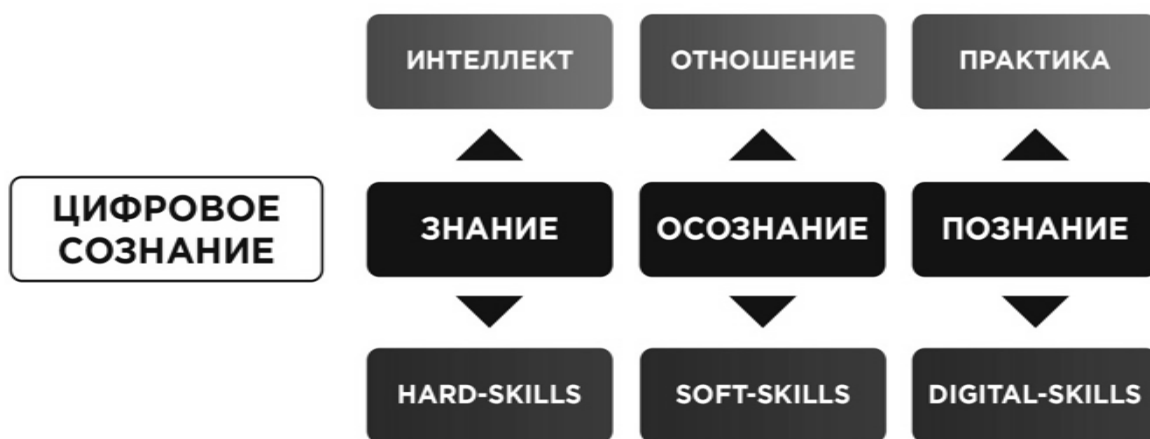 ИНТЕЛЛЕКТ
ОТНОШЕНИЕ
ПРАКТИКА
ЦИФРОВОЕ
СОЗНАНИЕ
ЗНАНИЕ
ОСОЗНАНИЕ
ПОЗНАНИЕ
HARD-SKILLS
SOFT-SKILLS
DIGITAL-SKILLS